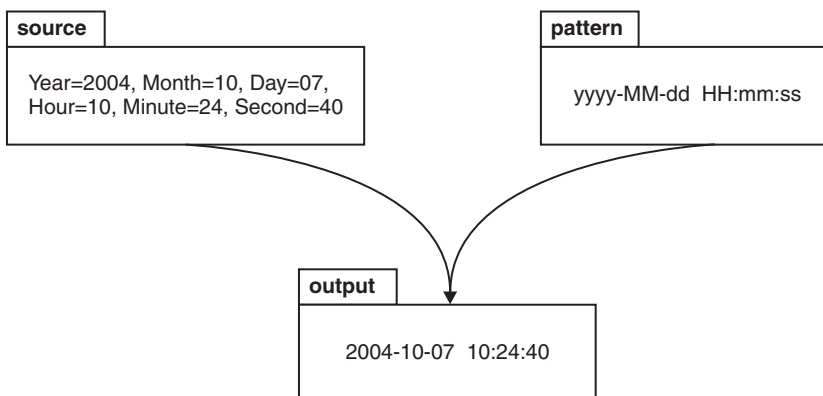 source
Year=2004, Month=10, Day=07,
Hour=10, Minute=24, Second=40
pattern
yyyy-MM-dd  HH:mm:ss
output
2004-10-07  10:24:40